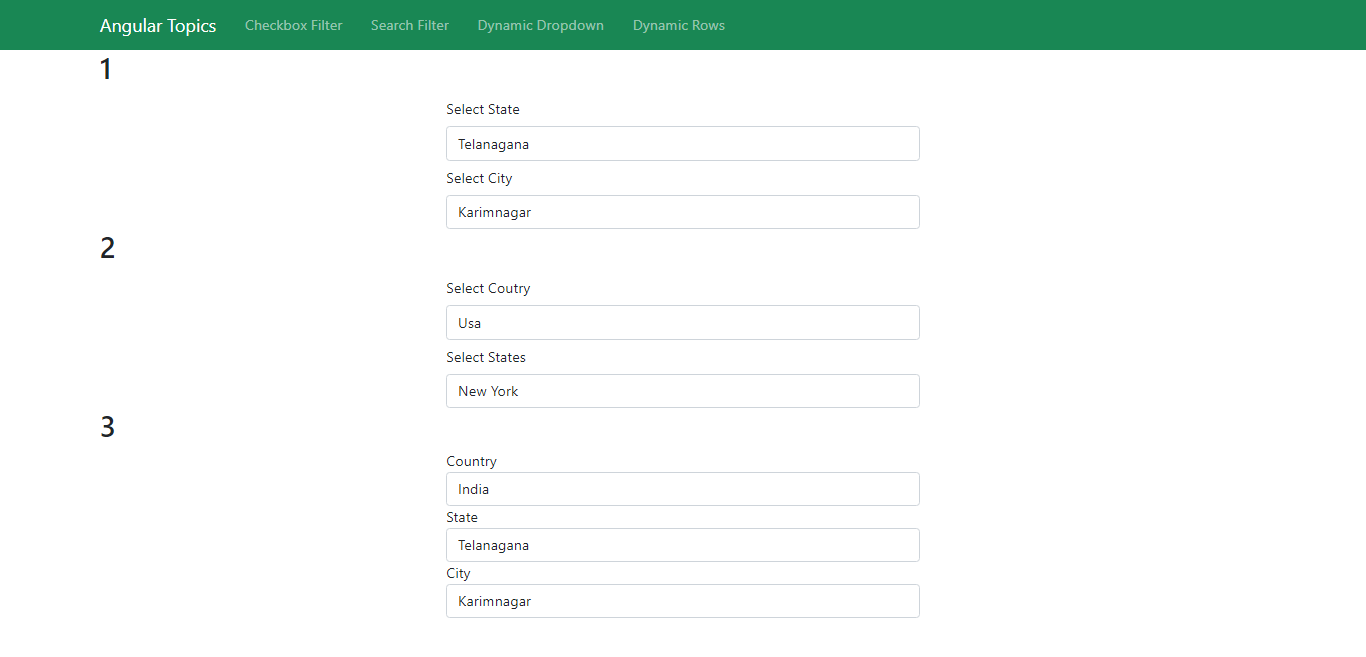 Angular Topics Checkbox Filter Search Filter Dynamic Dropdown Dynamic Rows
1
Select State
Telanagana
Select City
Karimnagar
2
Select Coutry
Usa
Select States
New York
3
Country
India
State
Telanagana
City
Karimnagar